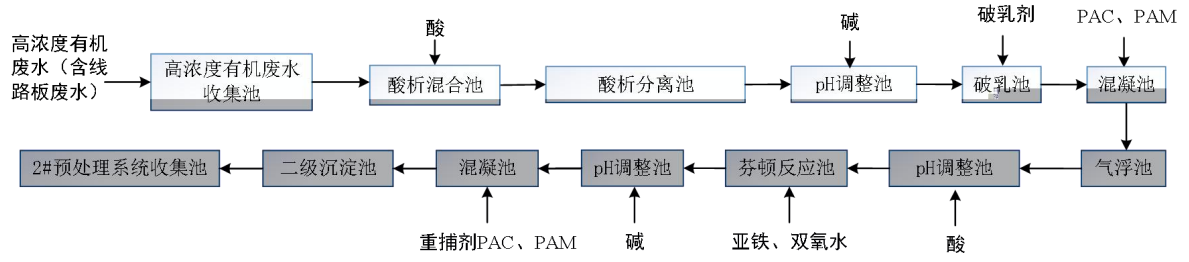 高浓度有机
废水（含线
路板废水）
高浓度有机废水
收集池
酸
酸析混合池
酸析分离池
碱
pH调整池
破乳剂
破乳池
PAC、PAM
混凝池
气浮池
pH调整池
酸
芬顿反应池
亚铁、双氧水
pH调整池
碱
混凝池
重捕剂PAC、PAM
二级沉淀池
2#预处理系统收集池